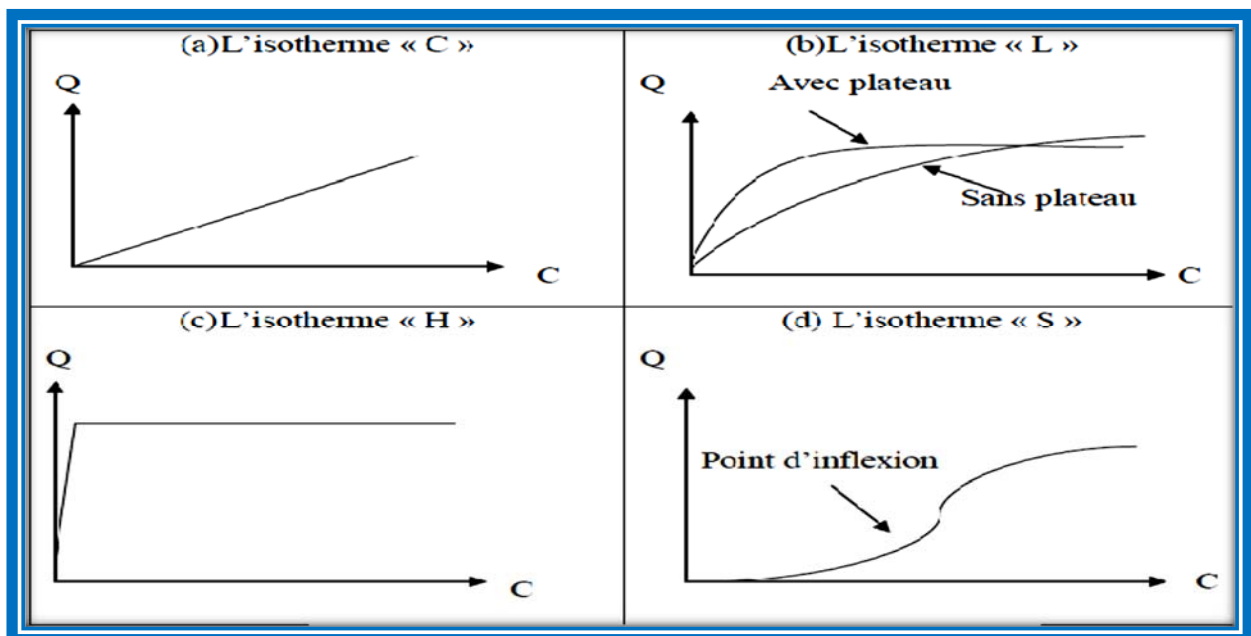 (a)L'isotherme « C »
Q
C
(b)L'isotherme « L »
Q
Avec plateau
Sans plateau
C
(c)L'isotherme « H »
Q
C
(d) L'isotherme « S »
Q
Point d'inflexion
C